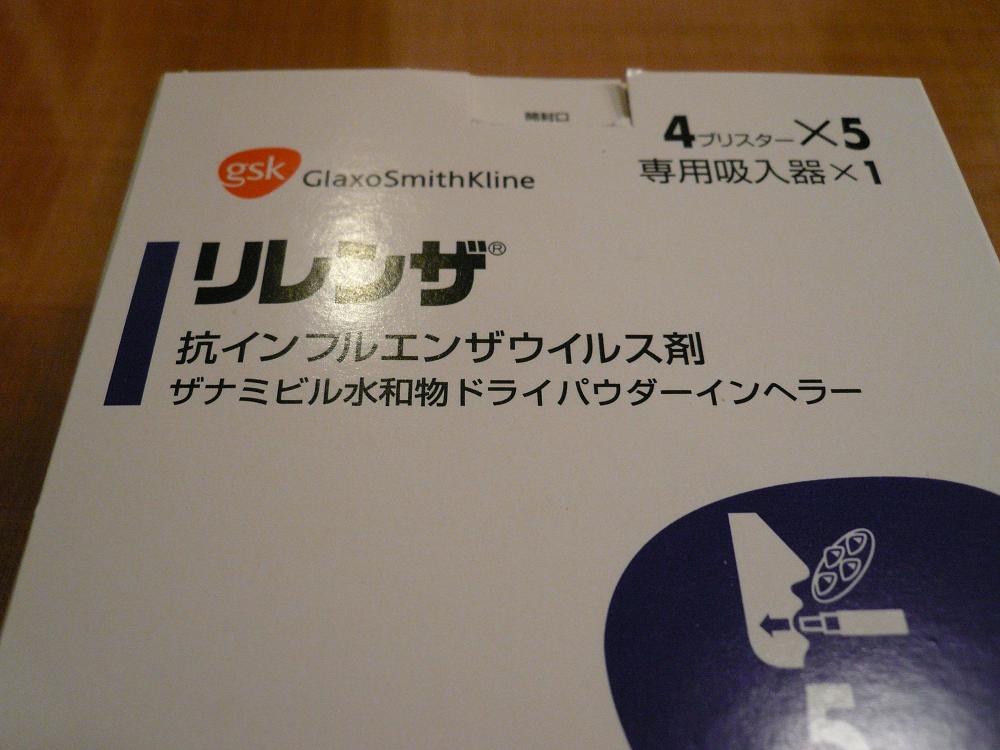 開封口
4ブリスター×5
専用吸入器×1
gsk GlaxoSmithKline
リレンザ®
抗インフルエンザウイルス剤
ザナミビル水和物ドライパウダーインヘラー
5